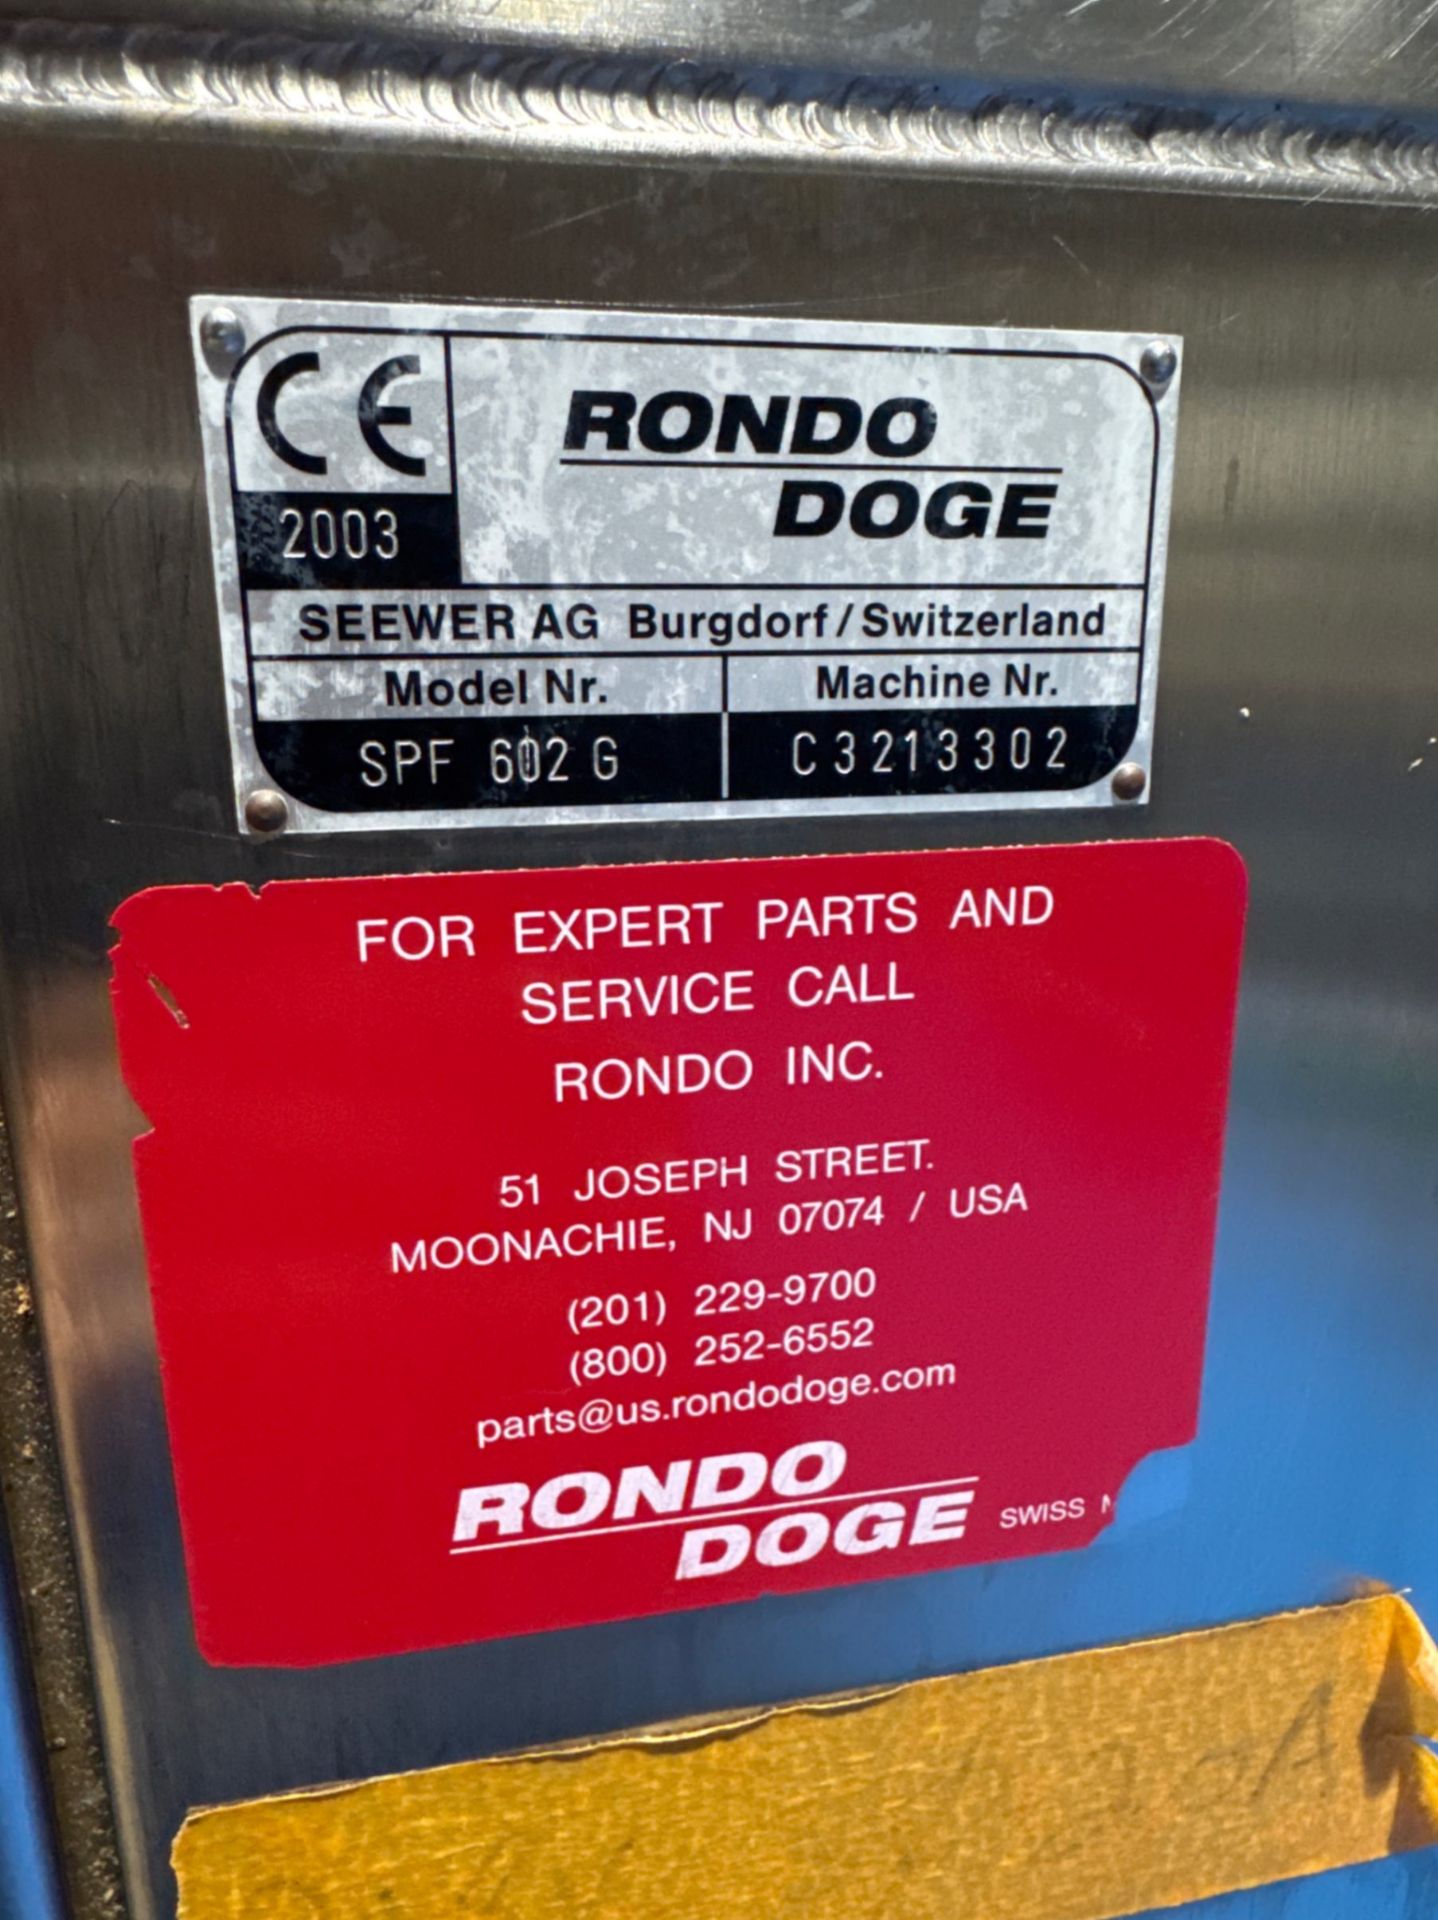 CE
2003
RONDO
DOGE
SEEWER AG Burgdorf/Switzerland
Model Nr. Machine Nr.
SPF 602 G C3213302
FOR EXPERT PARTS AND
SERVICE CALL
RONDO INC.
51 JOSEPH STREET.
MOONACHIE, NJ 07074 / USA
(201) 229-9700
(800) 252-6552
parts@us.rondodoge.com
RONDO
DOGE SWISS